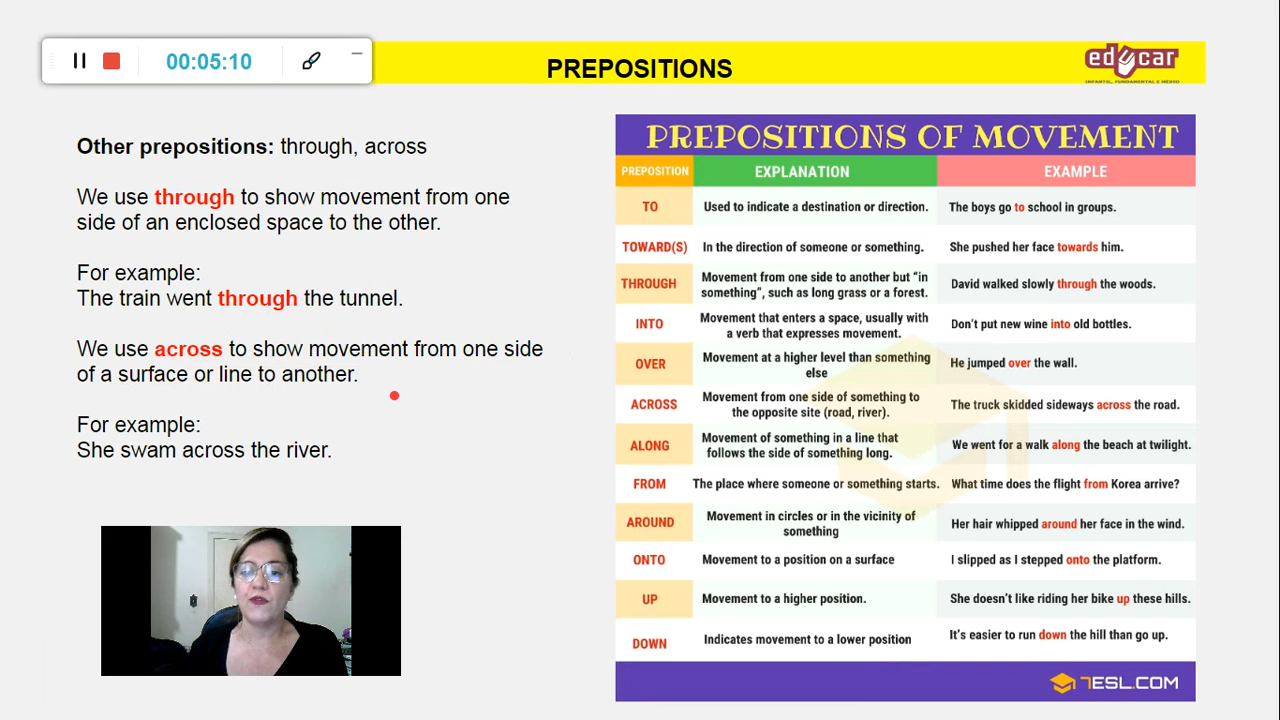 00:05:10
PREPOSITIONS
educar
INFANTIL, FUNDAMENTAL E MÉDIO
Other prepositions: through, across
We use through to show movement from one
side of an enclosed space to the other.
For example:
The train went through the tunnel.
We use across to show movement from one side
of a surface or line to another.
For example:
She swam across the river.
PREPOSITIONS OF MOVEMENT
PREPOSITION EXPLANATION EXAMPLE
TO Used to indicate a destination or direction. The boys go to school in groups.
TOWARD(S) In the direction of someone or something. She pushed her face towards him.
THROUGH Movement from one side to another but “in
something”, such as long grass or a forest. David walked slowly through the woods.
INTO Movement that enters a space, usually with
a verb that expresses movement. Don’t put new wine into old bottles.
OVER Movement at a higher level than something
else He jumped over the wall.
ACROSS Movement from one side of something to
the opposite site (road, river). The truck skidded sideways across the road.
ALONG Movement of something in a line that
follows the side of something long. We went for a walk along the beach at twilight.
FROM The place where someone or something starts. What time does the flight from Korea arrive?
AROUND Movement in circles or in the vicinity of
something Her hair whipped around her face in the wind.
ONTO Movement to a position on a surface I slipped as I stepped onto the platform.
UP Movement to a higher position. She doesn’t like riding her bike up these hills.
DOWN Indicates movement to a lower position It’s easier to run down the hill than go up.
7ESL.COM